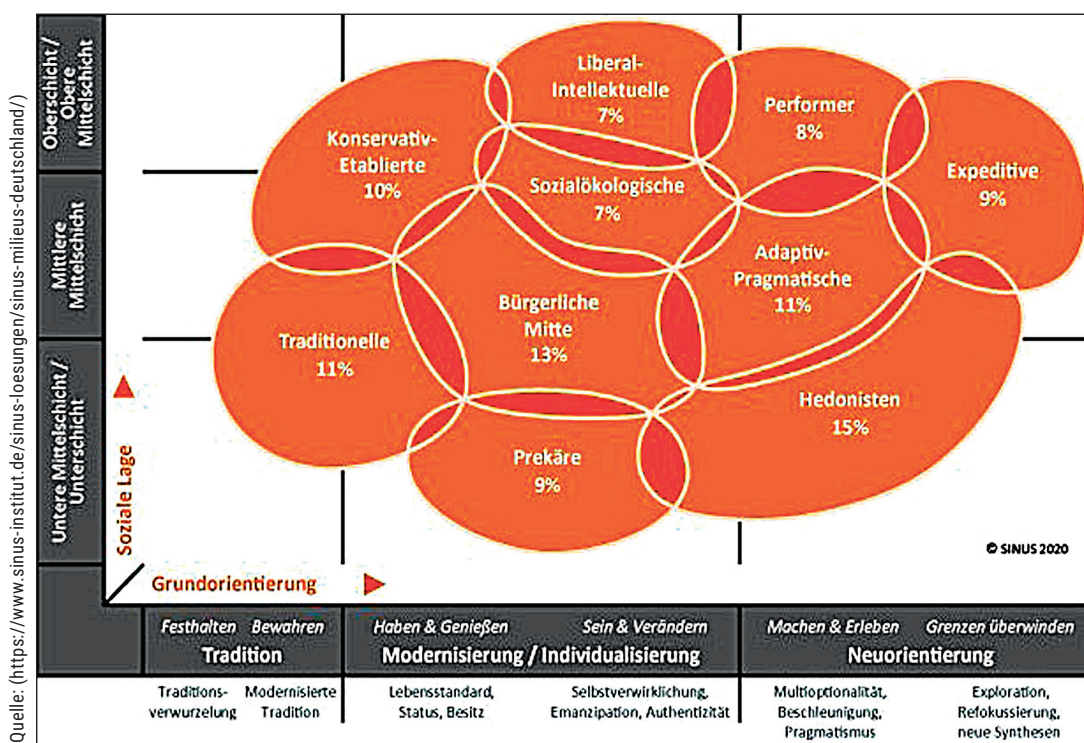 Quelle: (https://www.sinus-institut.de/sinus-loesungen/sinus-milieus-deutschland/)
Oberschicht /
Obere
Mittelschicht
Mittlere
Mittelschicht
Untere Mittelschicht /
Unterschicht
Soziale Lage
Liberal-
Intellektuelle
7%
Performer
8%
Konservativ-
Etablierte
10%
Sozialökologische
7%
Expeditive
9%
Adaptiv-
Pragmatische
11%
Bürgerliche
Mitte
13%
Traditionelle
11%
Hedonisten
15%
Prekäre
9%
© SINUS 2020
Grundorientierung
Festhalten
Bewahren
Tradition
Haben & Genießen
Sein & Verändern
Modernisierung / Individualisierung
Machen & Erleben
Grenzen überwinden
Neuorientierung
Traditions-
verwurzelung
Modernisierte
Tradition
Lebensstandard,
Status, Besitz
Selbstverwirklichung,
Emanzipation, Authentizität
Multioptionalität,
Beschleunigung,
Pragmatismus
Exploration,
Refokussierung,
neue Synthesen